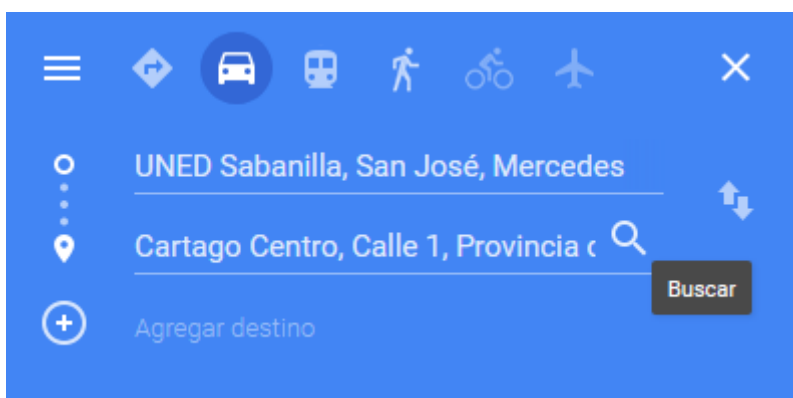 UNED Sabanilla, San José, Mercedes
Cartago Centro, Calle 1, Provincia
Buscar
Agregar destino